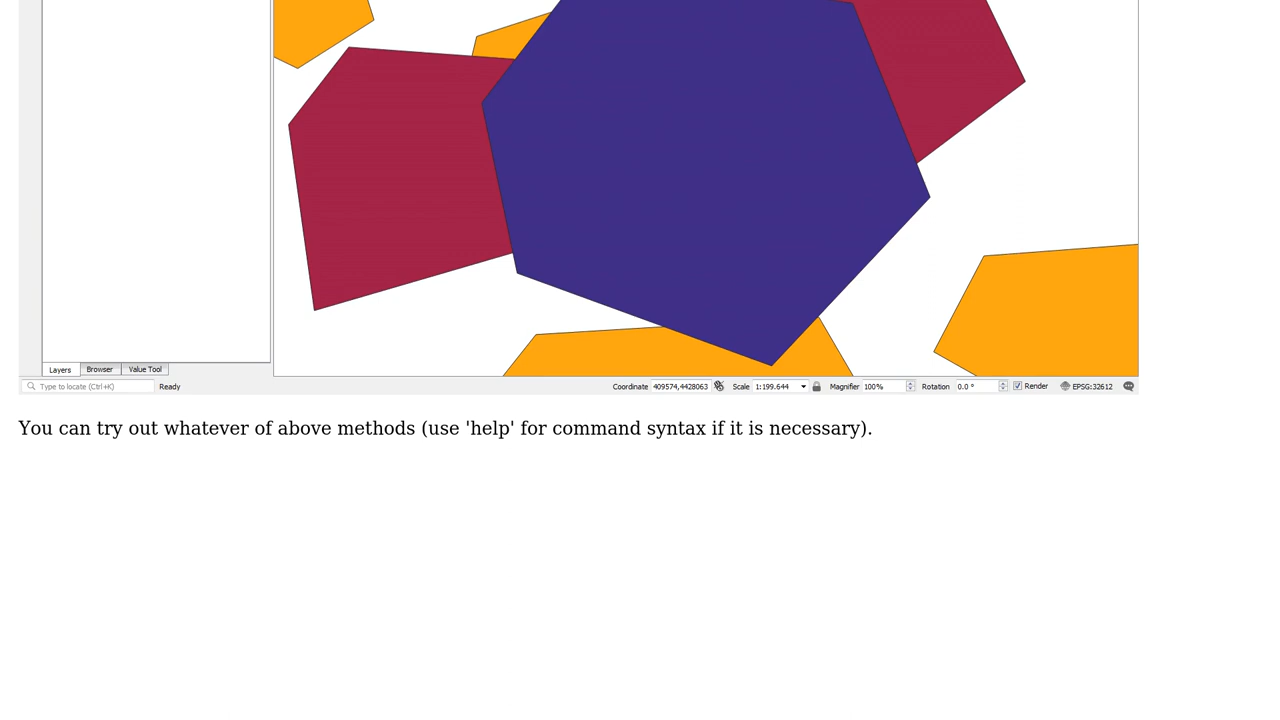 Layers Browser Value Tool
Type to locate (Ctrl+K) Ready Coordinate 409574,4428063 Scale 1:199.644 Magnifier 100% Rotation 0.0 ° Render EPSG:32612
You can try out whatever of above methods (use 'help' for command syntax if it is necessary).